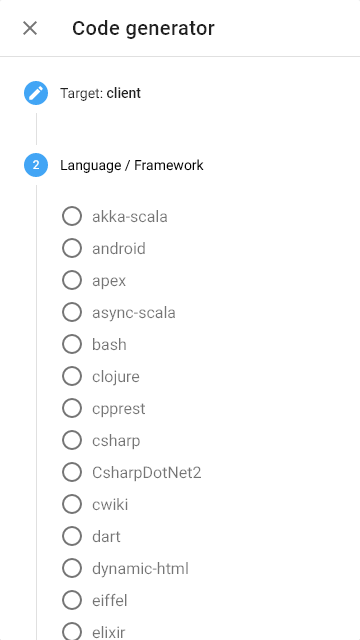 Code generator
Target: client
2
Language / Framework
akka-scala
android
apex
async-scala
bash
clojure
cpprest
csharp
CsharpDotNet2
cwiki
dart
dynamic-html
eiffel
elixir